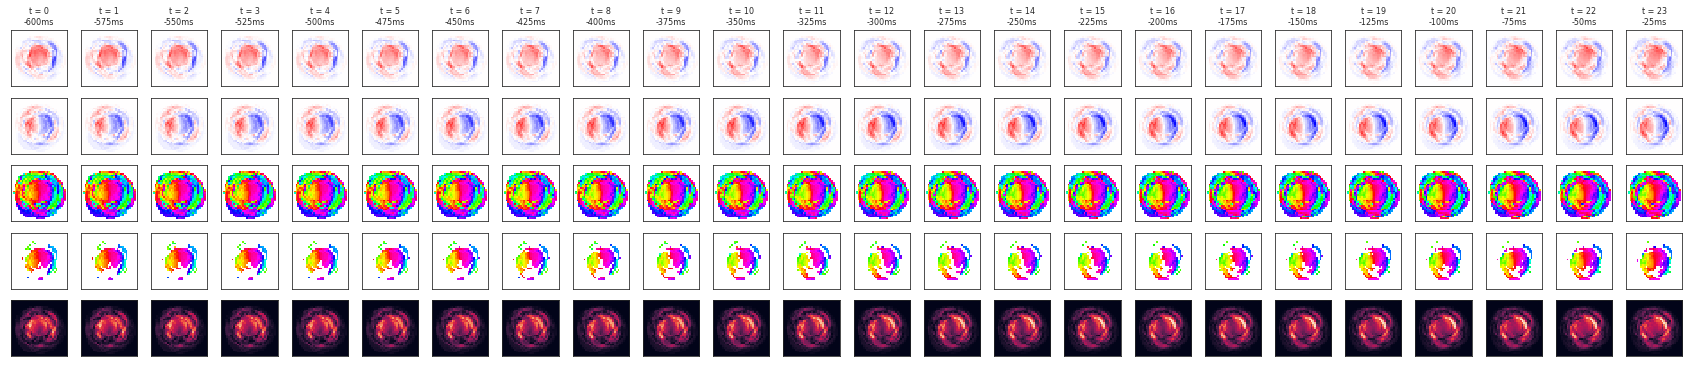 t = 0 t = 1 t = 2 t = 3 t = 4 t = 5 t = 6 t = 7 t = 8 t = 9 t = 10 t = 11 t = 12 t = 13 t = 14 t = 15 t = 16 t = 17 t = 18 t = 19 t = 20 t = 21 t = 22 t = 23
-600ms -575ms -550ms -525ms -500ms -475ms -450ms -425ms -400ms -375ms -350ms -325ms -300ms -275ms -250ms -225ms -200ms -175ms -150ms -125ms -100ms -75ms -50ms -25ms